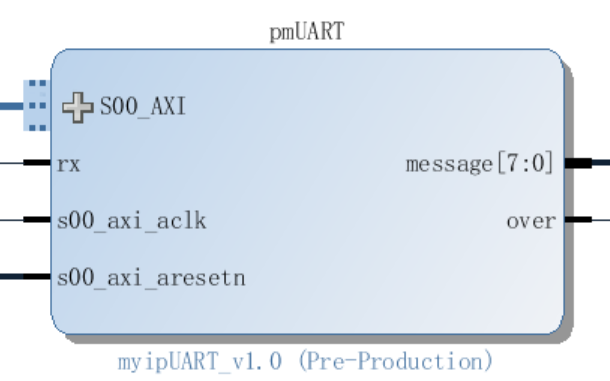 pmUART
S00_AXI
rx
message[7:0]
s00_axi_aclk
over
s00_axi_aresetn
myipUART_v1.0 (Pre-Production)